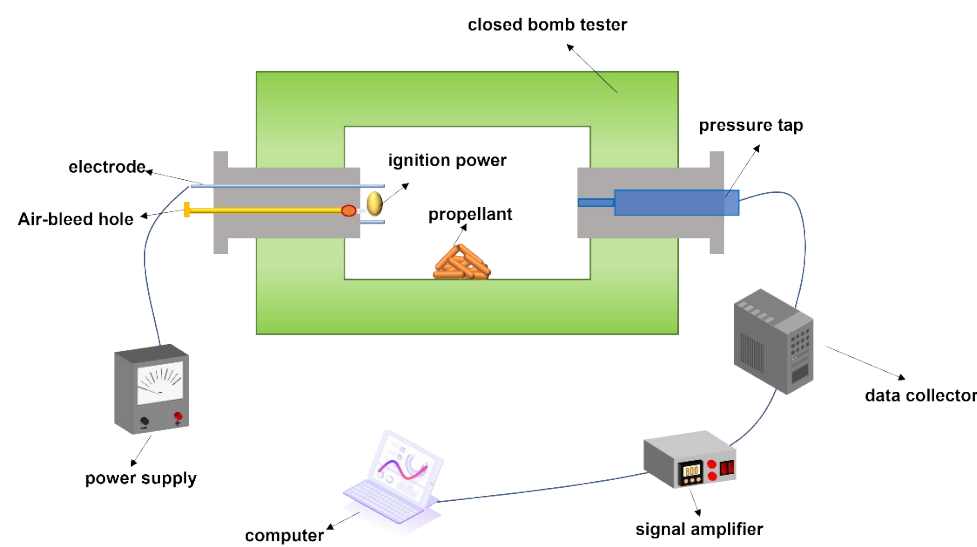 closed bomb tester
pressure tap
ignition power
electrode
Air-bleed hole
propellant
data collector
power supply
800
signal amplifier
computer